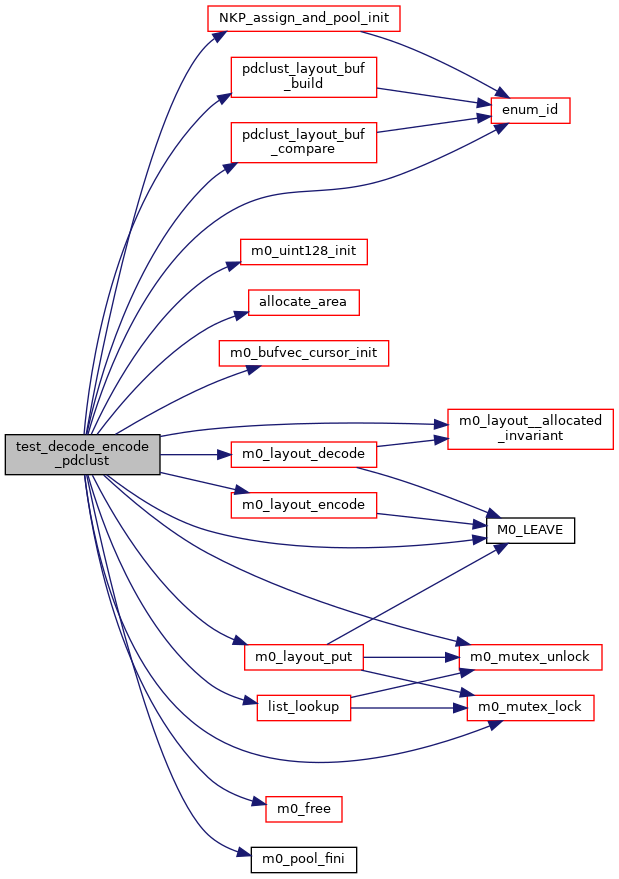 NKP_assign_and_pool_init
pdclust_layout_buf
_build
enum_id
pdclust_layout_buf
_compare
m0_uint128_init
allocate_area
m0_bufvec_cursor_init
m0_layout__allocated
_invariant
test_decode_encode
_pdclust
m0_layout_decode
m0_layout_encode
M0_LEAVE
m0_layout_put
m0_mutex_unlock
list_lookup
m0_mutex_lock
m0_free
m0_pool_fini